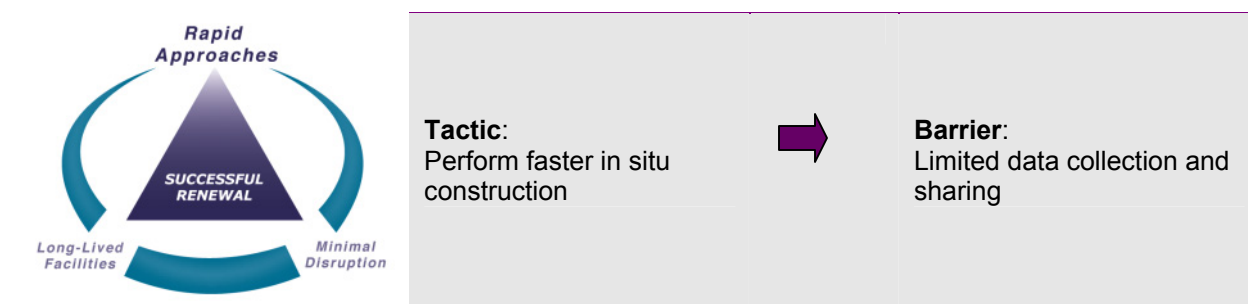 Rapid
Approaches
SUCCESSFUL
RENEWAL
Long-Lived
Facilities
Minimal
Disruption
Tactic:
Perform faster in situ
construction
Barrier:
Limited data collection and
sharing